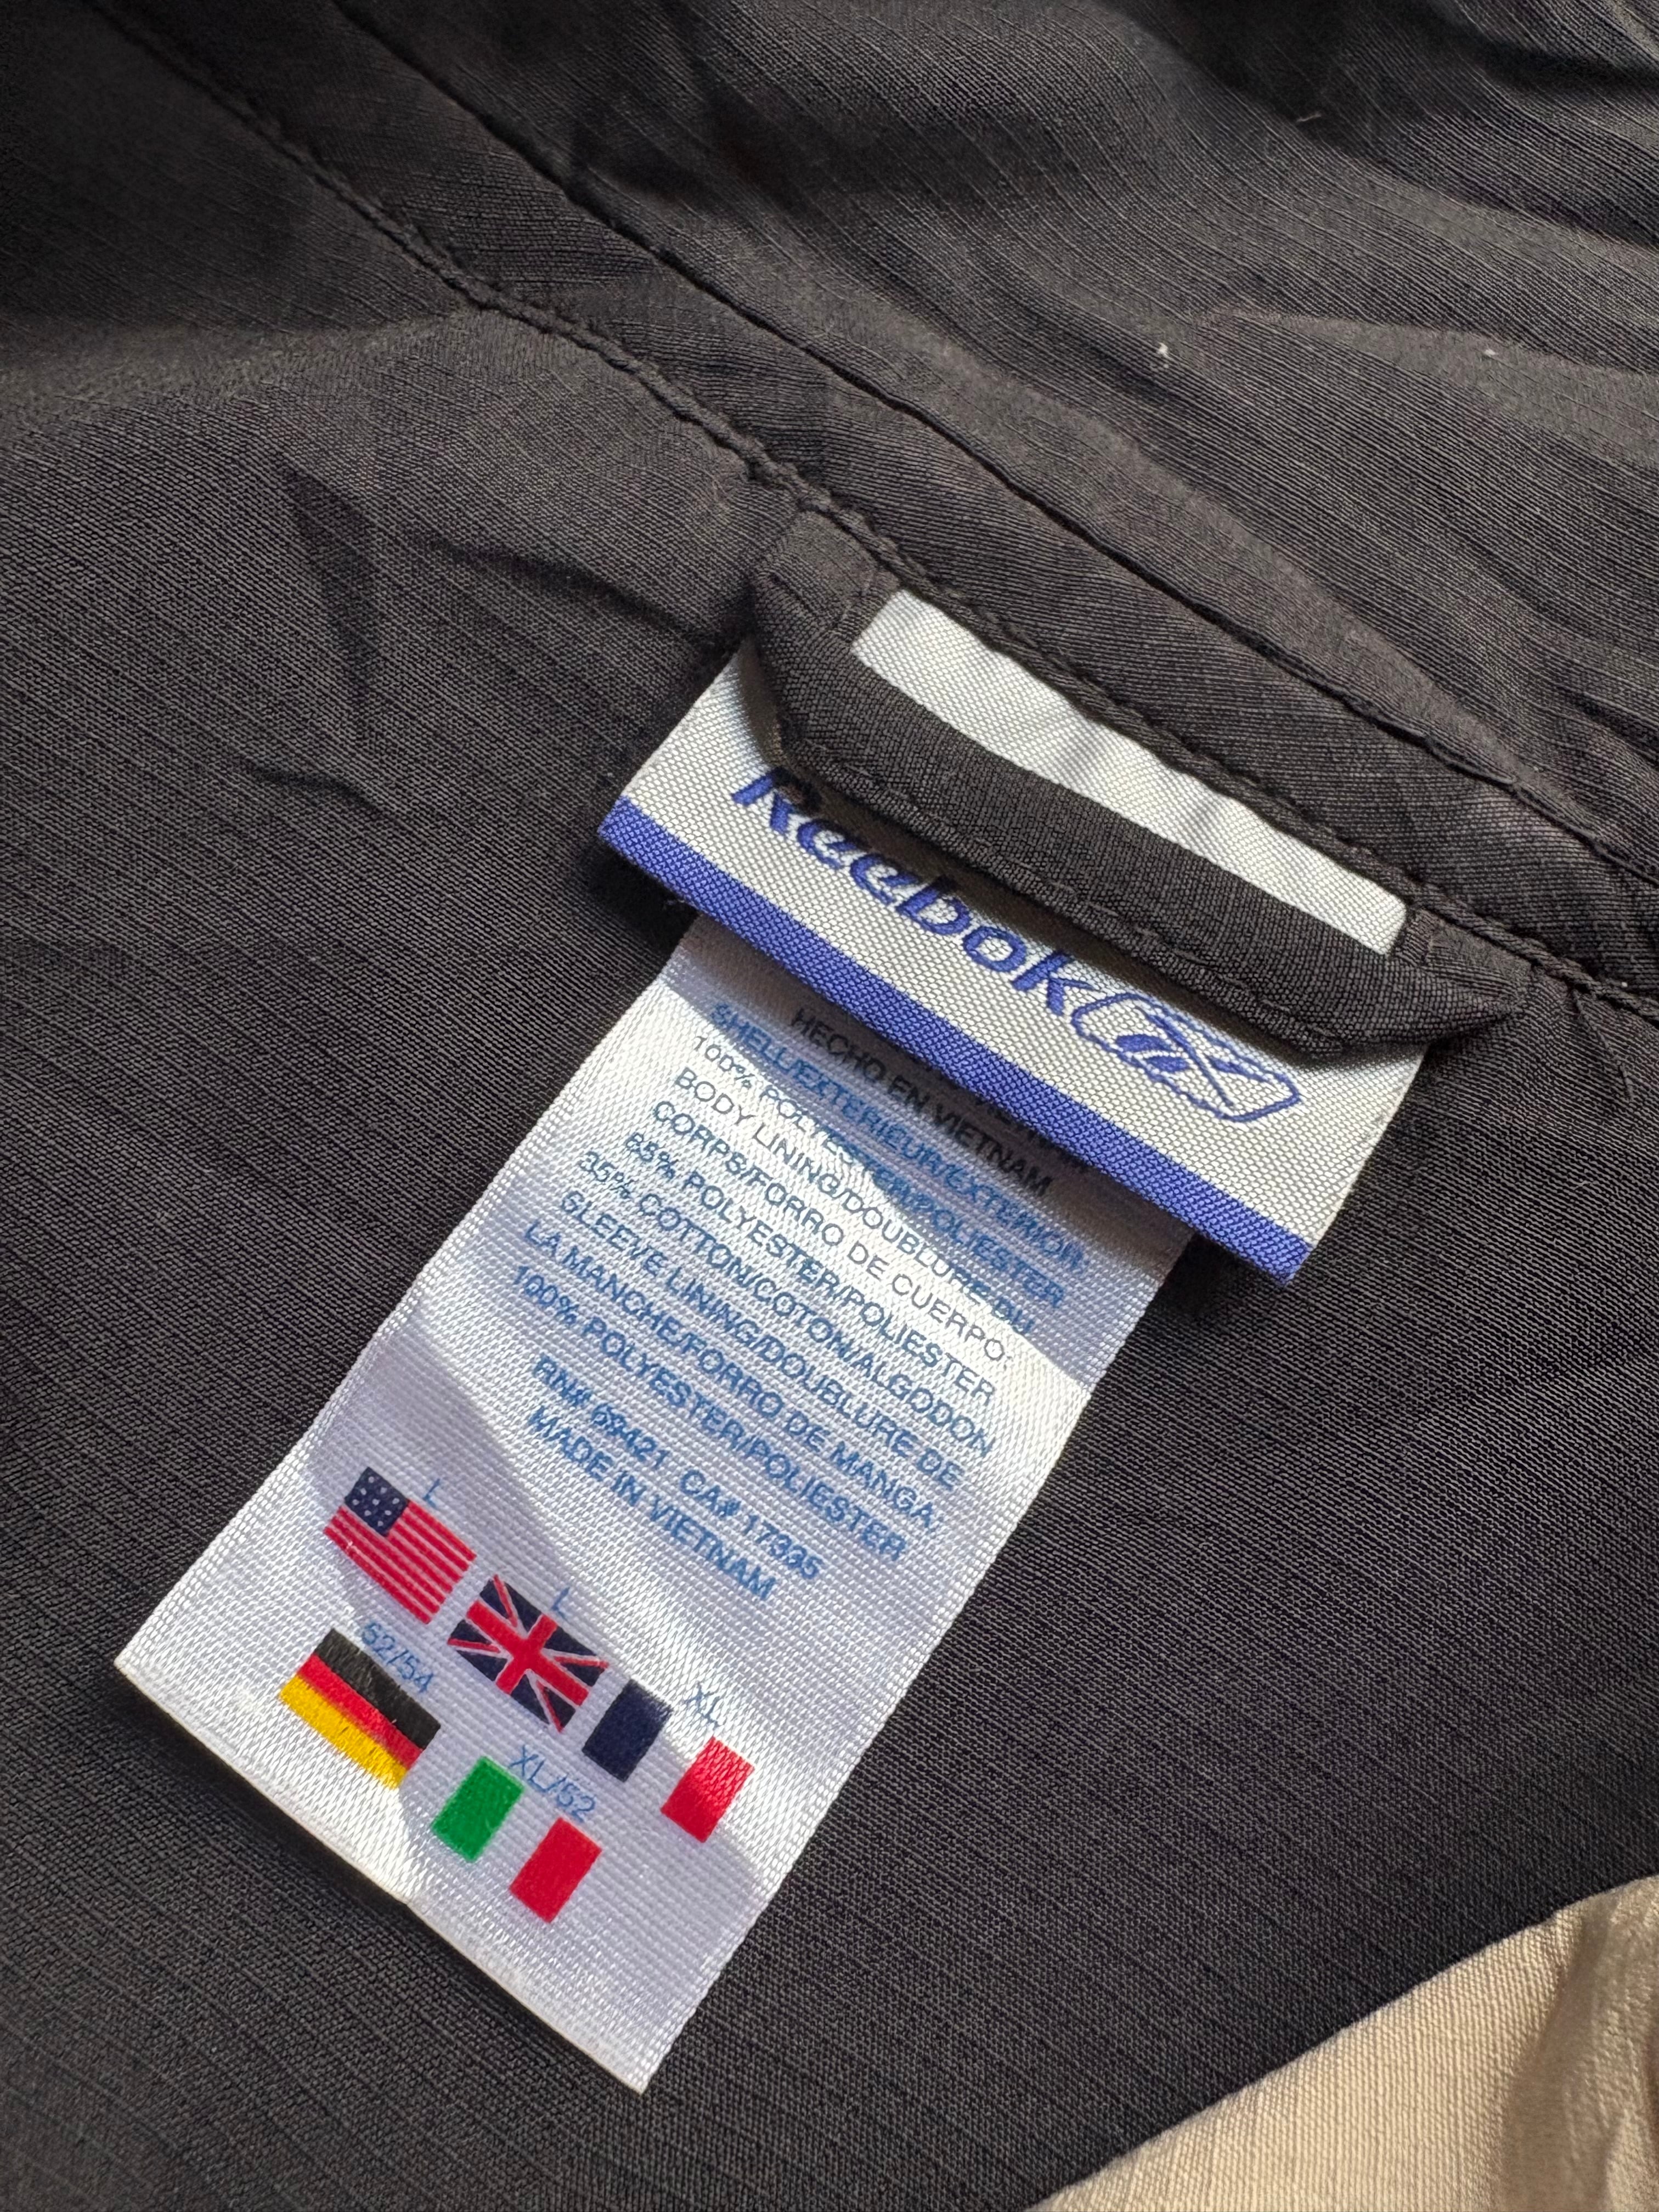 Reebok
HECHO EN VIETNAM
SHELL/EXTERIEUR/EXTERIOR
100% POLYESTER/POLIESTER
BODY LINING/DOUBLURE DU
CORPS/FORRO DE CUERPO:
65% POLYESTER/POLIESTER
35% COTTON/COTON/ALGODON
SLEEVE LINING/DOUBLURE DE
LA MANCHE/FORRO DE MANGA:
100% POLYESTER/POLIESTER
RN# 69421 CA# 17335
MADE IN VIETNAM
L
L
XL
52/54
XL/52